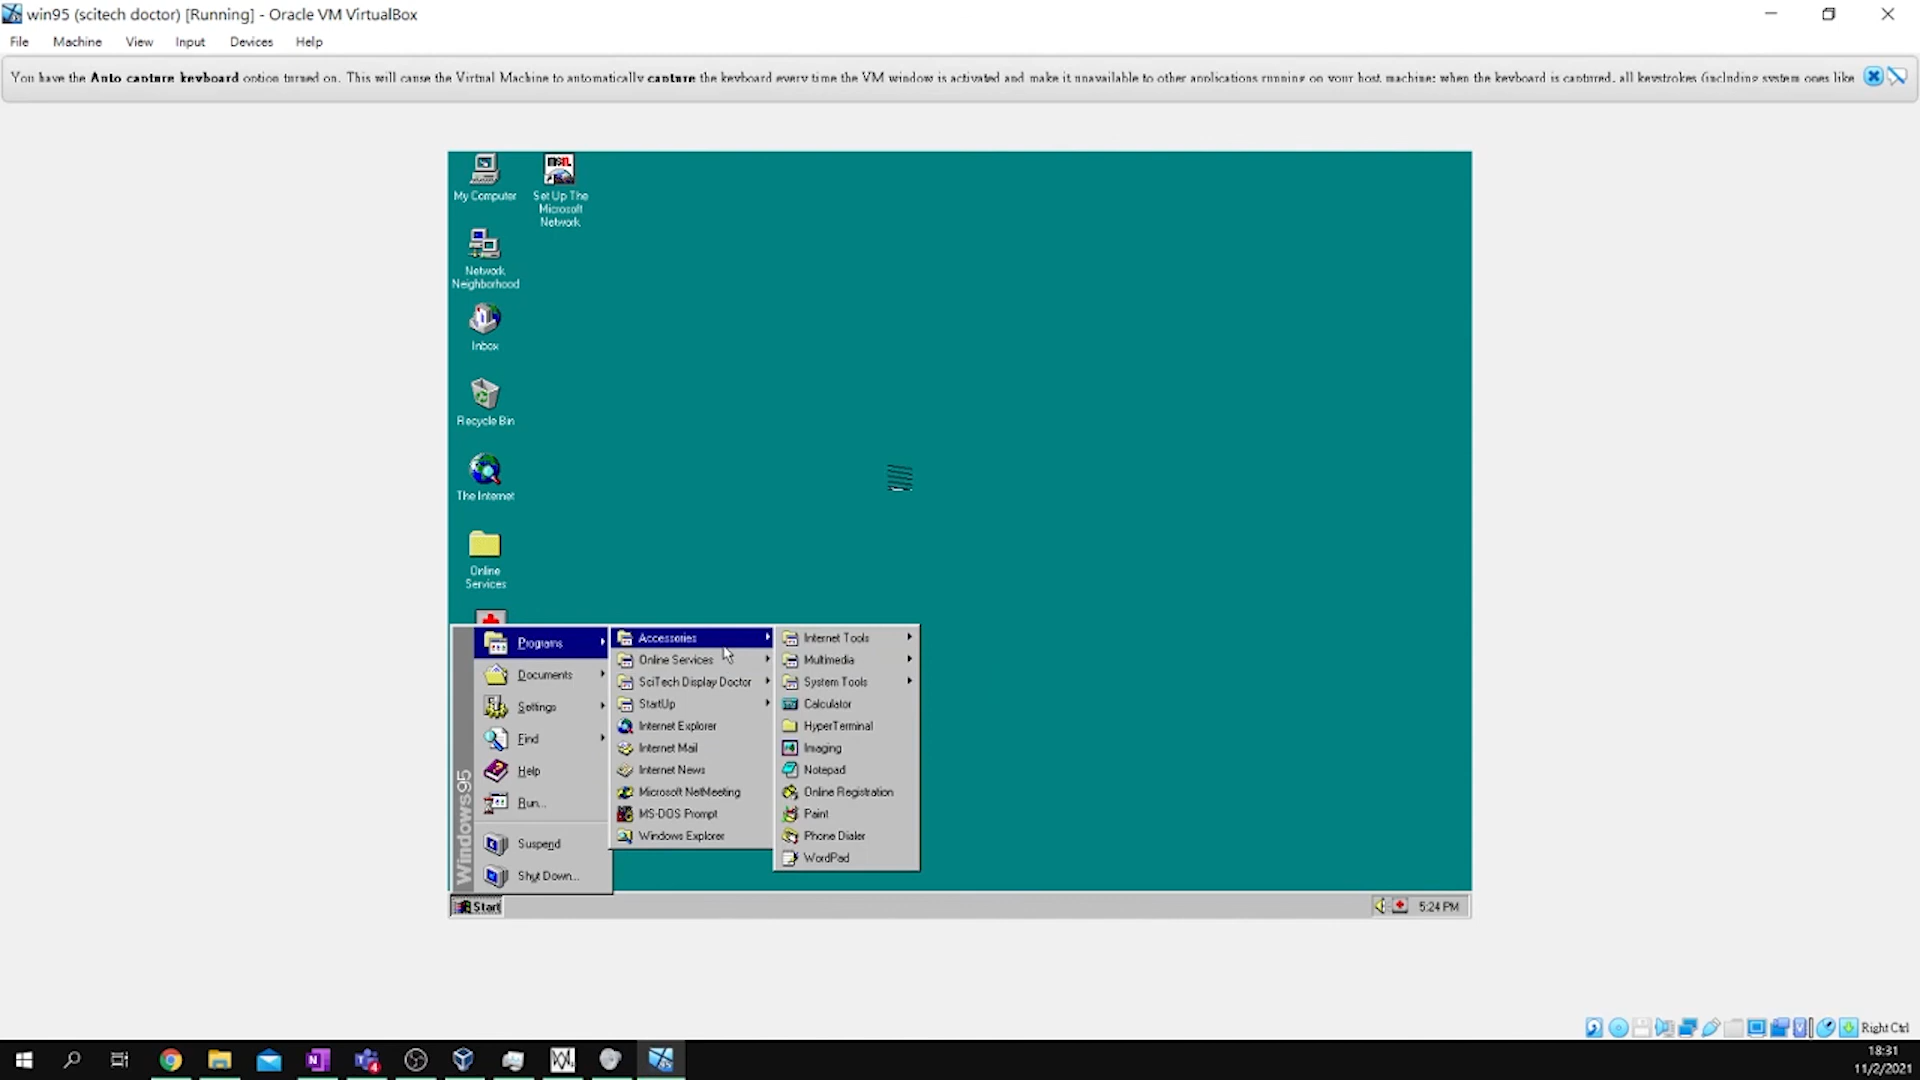 win95 (scitech doctor) [Running] - Oracle VM VirtualBox
File Machine View Input Devices Help
You have the Auto capture keyboard option turned on. This will cause the Virtual Machine to automatically capture the keyboard every time the VM window is activated and make it unavailable to other applications running on your host machine: when the keyboard is captured, all keystrokes (including system ones like
My Computer
Set Up The
Microsoft
Network
Network
Neighborhood
Inbox
Recycle Bin
The Internet
Online
Services
Windows95
Programs
Documents
Settings
Find
Help
Run...
Suspend
Shut Down...
Accessories
Online Services
SciTech Display Doctor
StartUp
Internet Explorer
Internet Mail
Internet News
Microsoft NetMeeting
MS-DOS Prompt
Windows Explorer
Internet Tools
Multimedia
System Tools
Calculator
HyperTerminal
Imaging
Notepad
Online Registration
Paint
Phone Dialer
WordPad
Start
5:24 PM
Right Ctrl
18:31
11/2/2021